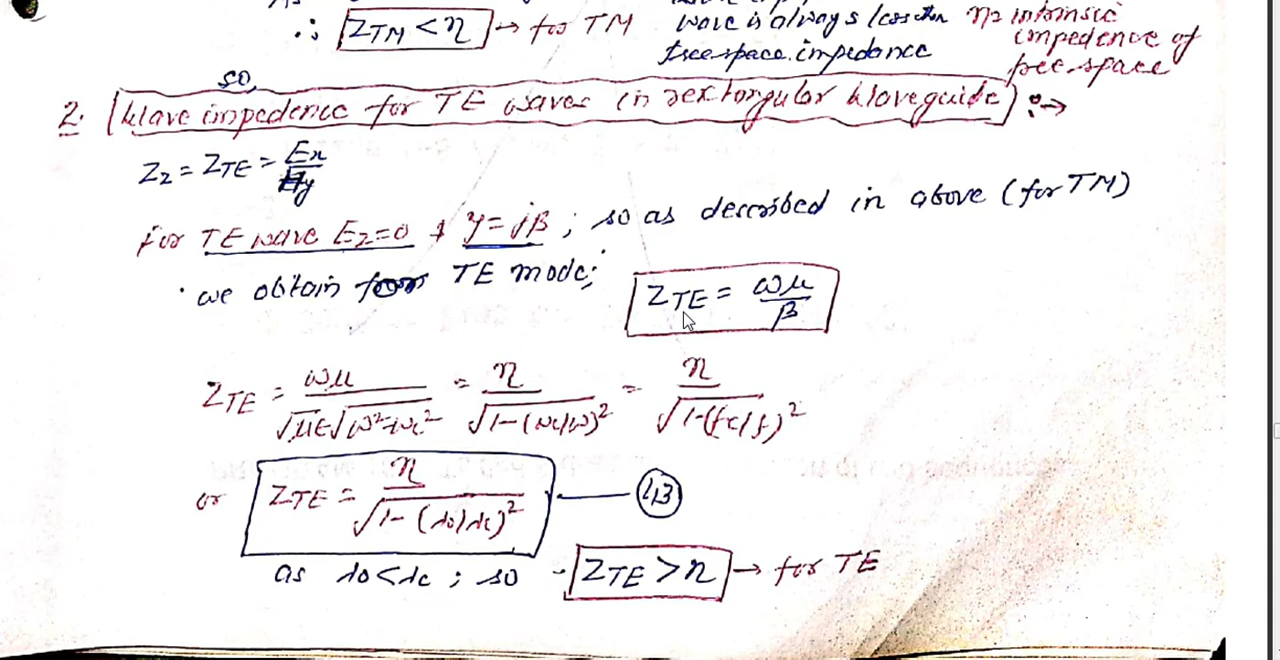 ∴ Z_TM < η → for TM wave is always less than η = intrinsic
free space impedance impedence of
free space
so
2. Wave impedence for TE waves in rectangular waveguide :→
Z_z = Z_TE = Ex/Hy
for TE wave Ez=0 & γ = jβ ; so as described in above (for TM)
we obtain for TE mode;
Z_TE = ωμ/β
Z_TE = ωμ/(√με √ω²-ωc²) = η/√1-(ωc/ω)² = η/√1-(fc/f)²
or Z_TE = η/√1-(λo/λc)² — (43)
as λo<λc ; so Z_TE > η → for TE